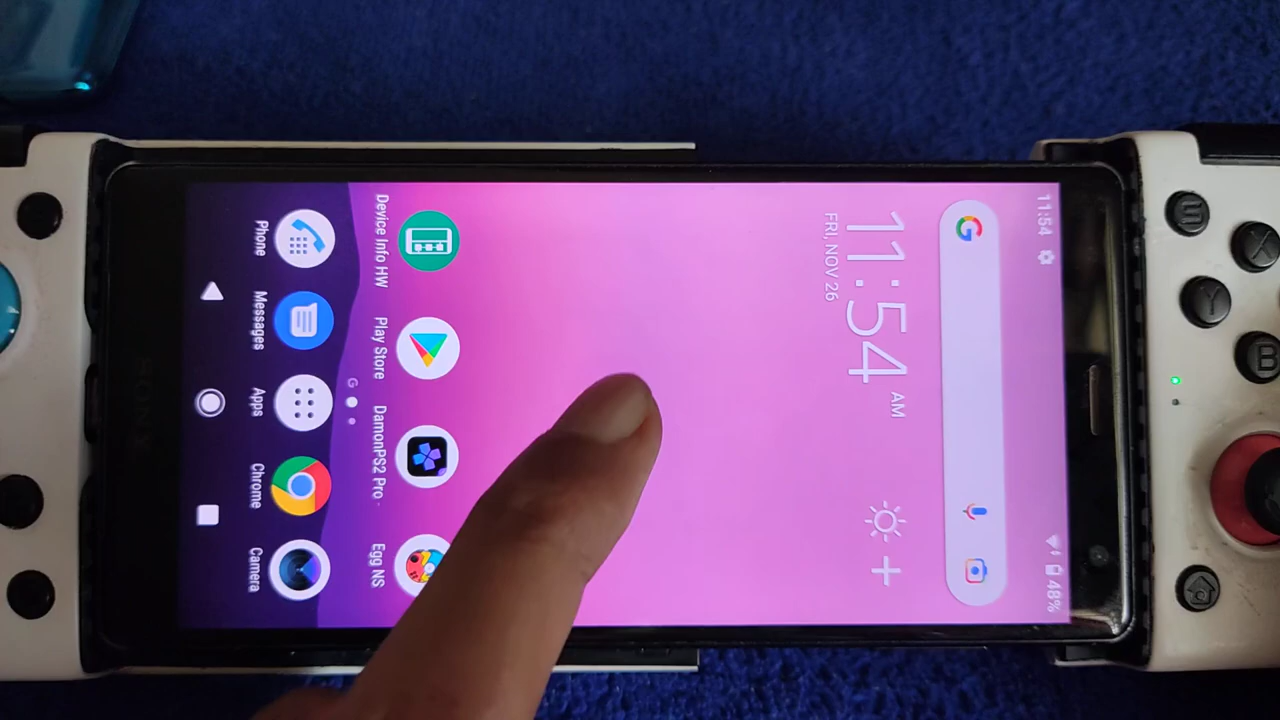 11:54
48%
11:54 AM
FRI, NOV 26
Device Info HW
Play Store
DamonPS2 Pro -
Egg NS
G
Phone
Messages
Apps
Chrome
Camera
SONY
X
Y
B